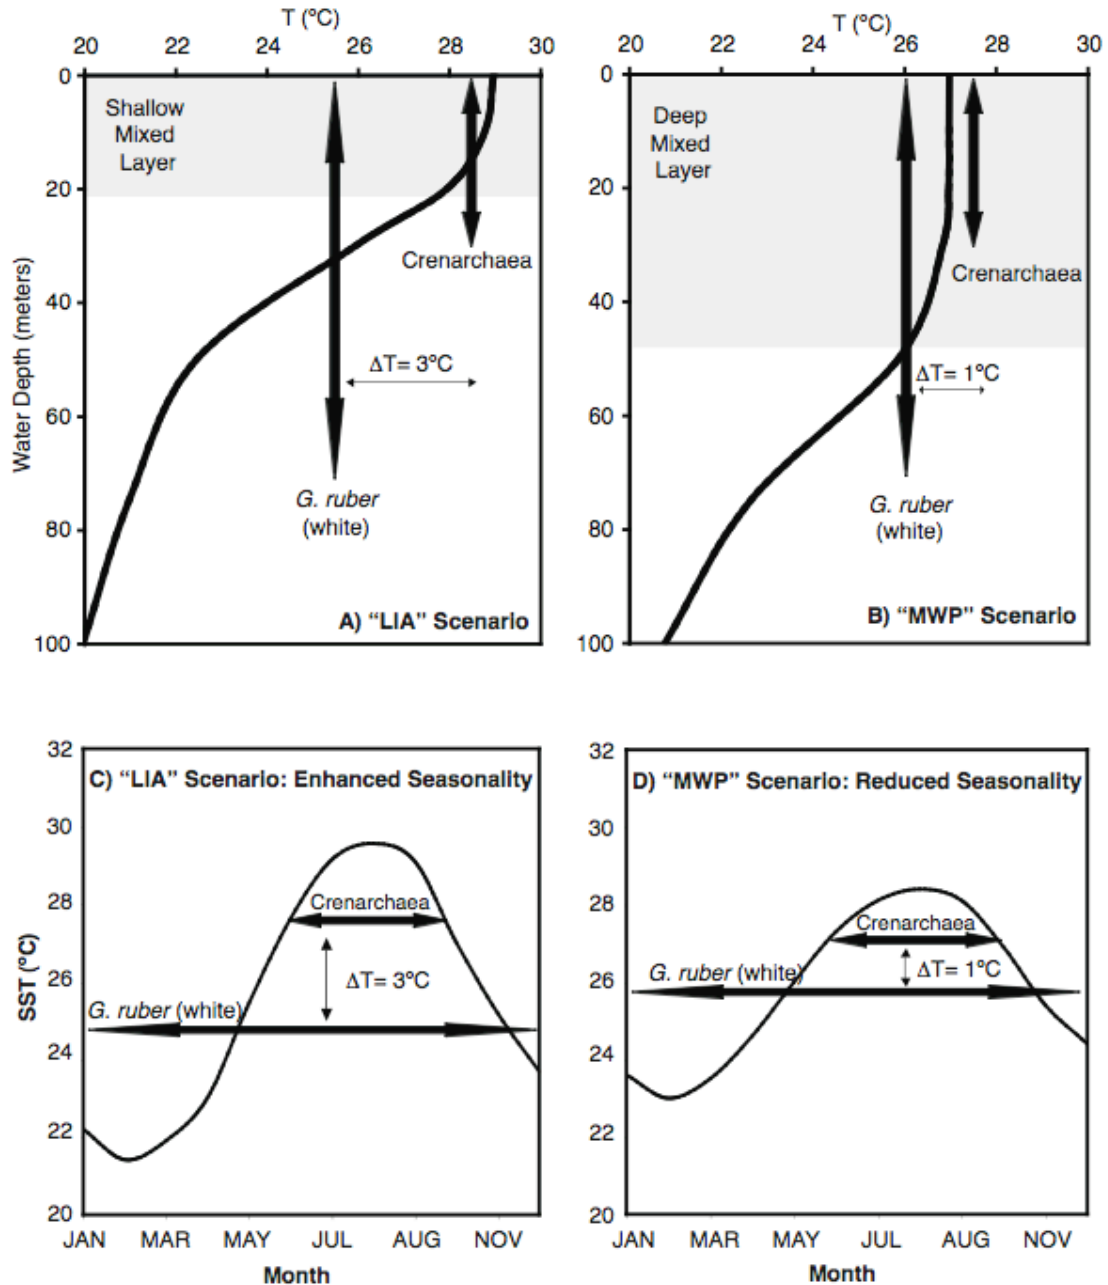 T (°C)
20 22 24 26 28 30
0
20
40
60
80
100
Water Depth (meters)
Shallow
Mixed
Layer
Crenarchaea
ΔT= 3°C
G. ruber
(white)
A) “LIA” Scenario
T (°C)
20 22 24 26 28 30
0
20
40
60
80
100
Deep
Mixed
Layer
Crenarchaea
ΔT= 1°C
G. ruber
(white)
B) “MWP” Scenario
32
30
28
26
24
22
20
SST (°C)
C) “LIA” Scenario: Enhanced Seasonality
Crenarchaea
ΔT= 3°C
G. ruber (white)
JAN MAR MAY JUL AUG NOV
Month
32
30
28
26
24
22
20
D) “MWP” Scenario: Reduced Seasonality
Crenarchaea
G. ruber (white)
ΔT= 1°C
JAN MAR MAY JUL AUG NOV
Month